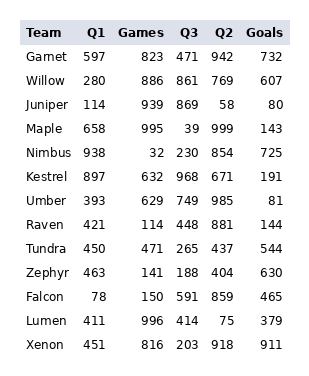 Team Q1 Games Q3 Q2 Goals
Garnet 597 823 471 942 732
Willow 280 886 861 769 607
Juniper 114 939 869 58 80
Maple 658 995 39 999 143
Nimbus 938 32 230 854 725
Kestrel 897 632 968 671 191
Umber 393 629 749 985 81
Raven 421 114 448 881 144
Tundra 450 471 265 437 544
Zephyr 463 141 188 404 630
Falcon 78 150 591 859 465
Lumen 411 996 414 75 379
Xenon 451 816 203 918 911